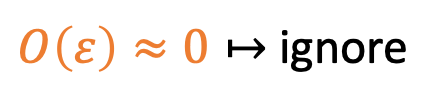 O(ε) ≈ 0 ↦ ignore